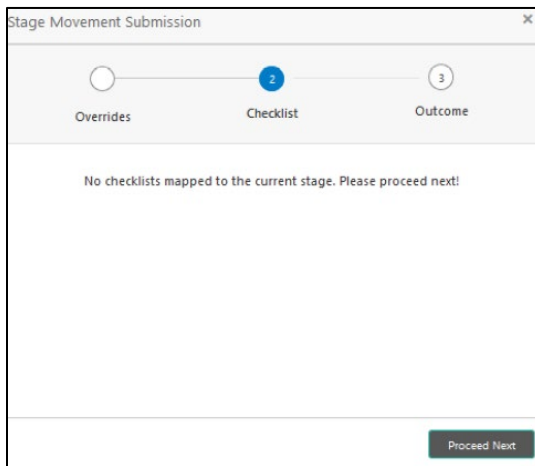 Stage Movement Submission
×
2
3
Overrides
Checklist
Outcome
No checklists mapped to the current stage. Please proceed next!
Proceed Next